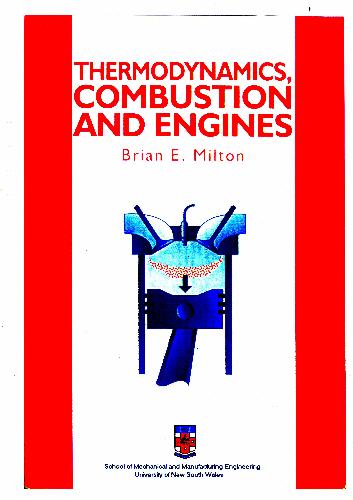 THERMODYNAMICS,
COMBUSTION
AND ENGINES
Brian E. Milton
School of Mechanical and Manufacturing Engineering
University of New South Wales